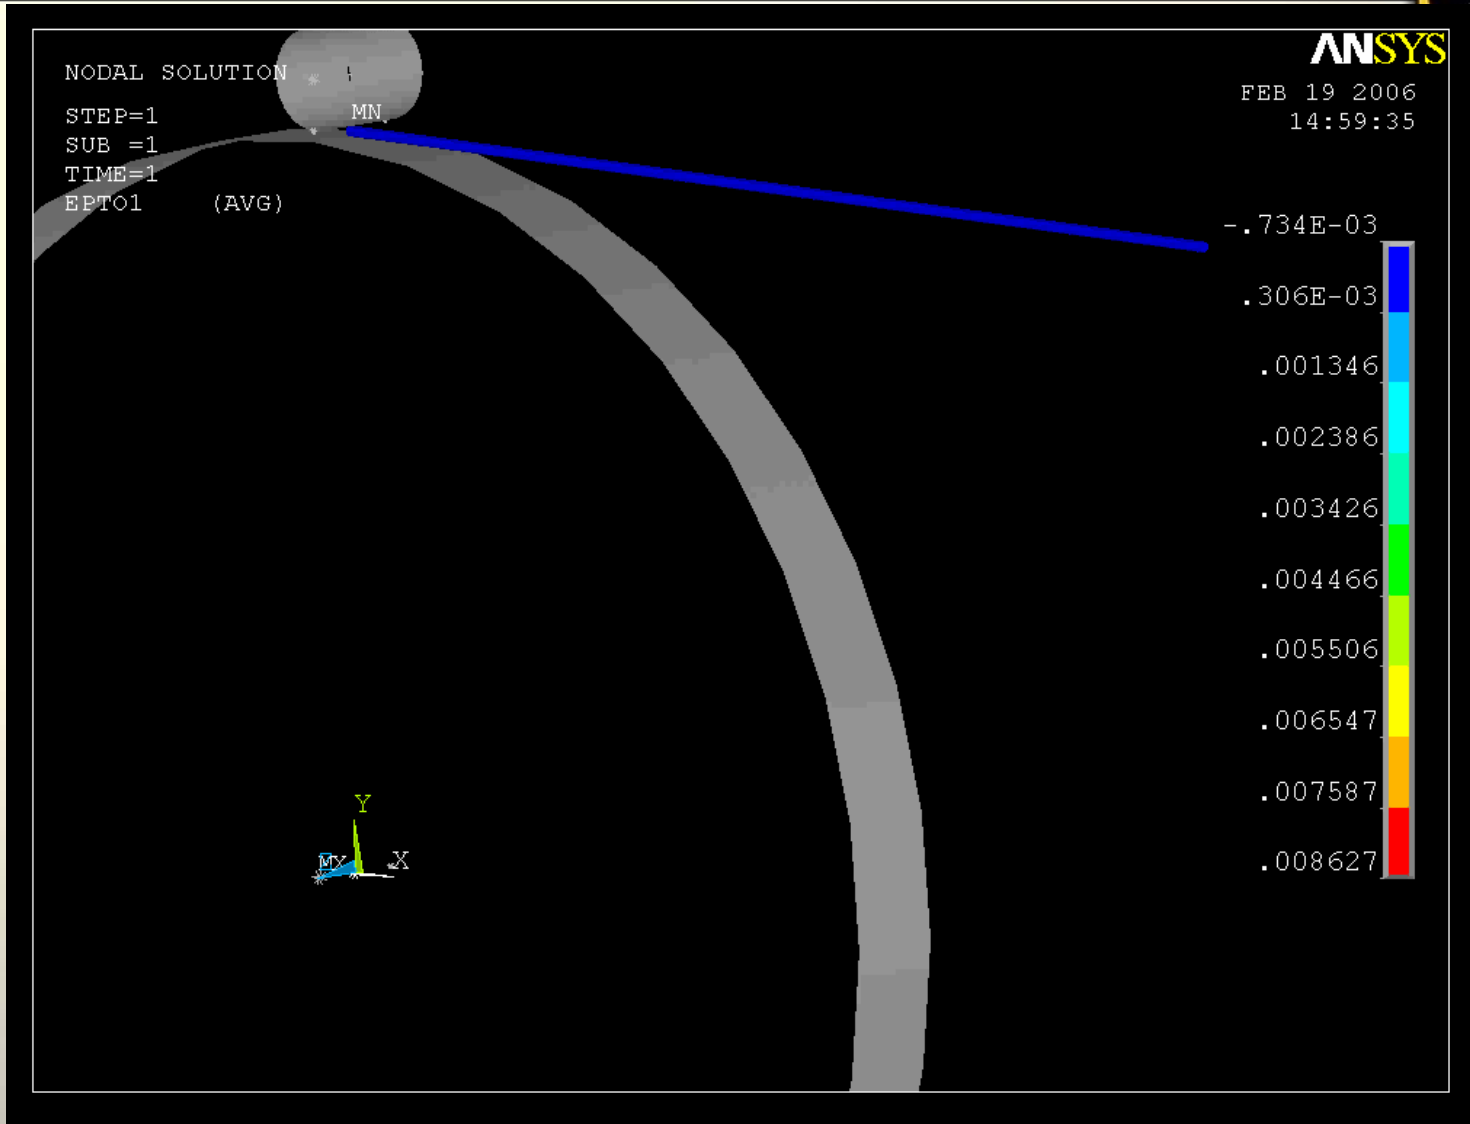 NODAL SOLUTION
STEP=1
SUB =1
TIME=1
EPTO1 (AVG)
MN
ANSYS
FEB 19 2006
14:59:35
-.734E-03
.306E-03
.001346
.002386
.003426
.004466
.005506
.006547
.007587
.008627
Y
MX
X